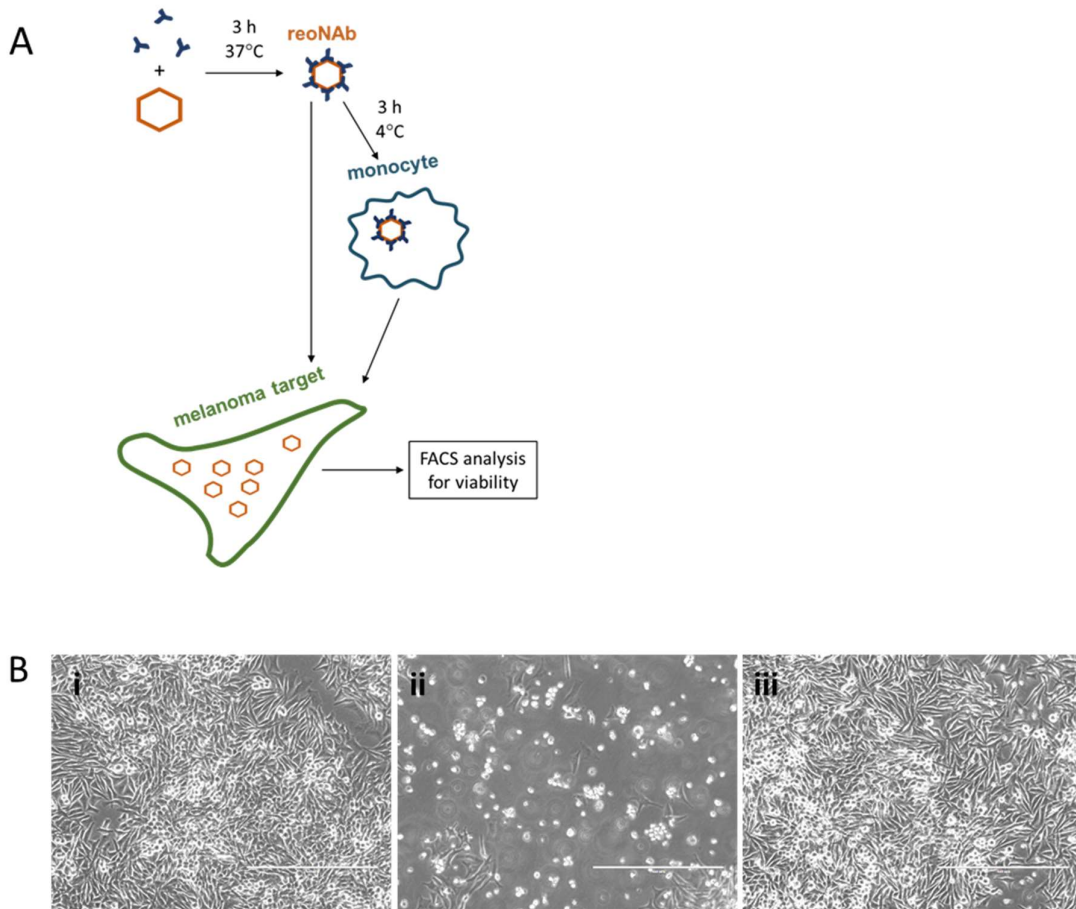 A
3 h
37°C
reoNAb
+
3 h
4°C
monocyte
melanoma target
FACS analysis
for viability
B
i
ii
iii